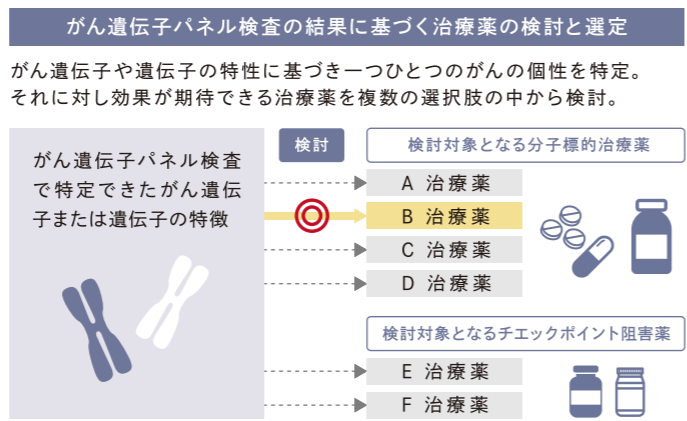 がん遺伝子パネル検査の結果に基づく治療薬の検討と選定
がん遺伝子や遺伝子の特性に基づき一つひとつのがんの個性を特定。
それに対し効果が期待できる治療薬を複数の選択肢の中から検討。
がん遺伝子パネル検査
で特定できたがん遺伝
子または遺伝子の特徴
検討
検討対象となる分子標的治療薬
A 治療薬
B 治療薬
C 治療薬
D 治療薬
検討対象となるチエックポイント阻害薬
E 治療薬
F 治療薬